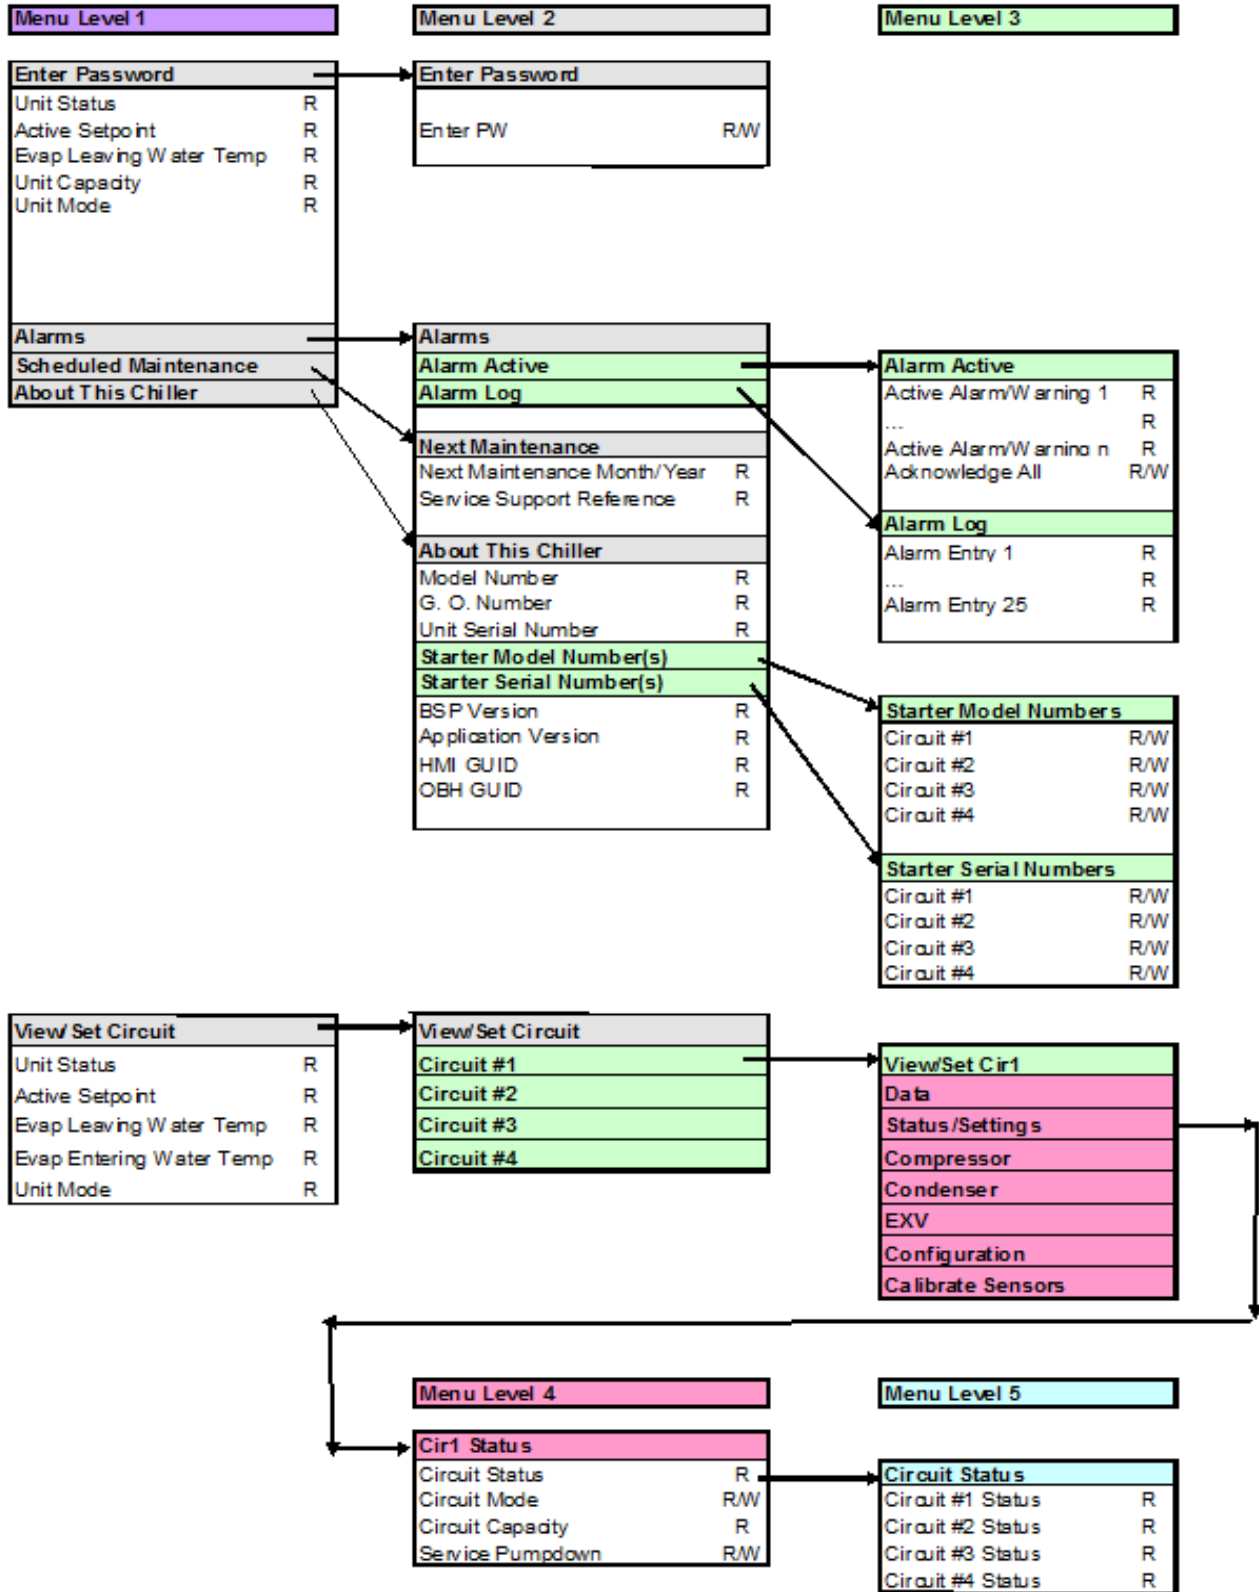 Menu Level 1
Menu Level 2
Menu Level 3
Enter Password
Unit Status R
Active Setpoint R
Evap Leaving Water Temp R
Unit Capacity R
Unit Mode R
Alarms
Scheduled Maintenance
About This Chiller
Enter Password
Enter PW R/W
Alarms
Alarm Active
Alarm Log
Next Maintenance
Next Maintenance Month/Year R
Service Support Reference R
About This Chiller
Model Number R
G. O. Number R
Unit Serial Number R
Starter Model Number(s)
Starter Serial Number(s)
BSP Version R
Application Version R
HMI GUID R
OBH GUID R
Alarm Active
Active Alarm/Warning 1 R
... R
Active Alarm/Warning n R
Acknowledge All R/W
Alarm Log
Alarm Entry 1 R
... R
Alarm Entry 25 R
Starter Model Numbers
Circuit #1 R/W
Circuit #2 R/W
Circuit #3 R/W
Circuit #4 R/W
Starter Serial Numbers
Circuit #1 R/W
Circuit #2 R/W
Circuit #3 R/W
Circuit #4 R/W
View/Set Circuit
Unit Status R
Active Setpoint R
Evap Leaving Water Temp R
Evap Entering Water Temp R
Unit Mode R
View/Set Circuit
Circuit #1
Circuit #2
Circuit #3
Circuit #4
View/Set Cir1
Data
Status/Settings
Compressor
Condenser
EXV
Configuration
Calibrate Sensors
Menu Level 4
Menu Level 5
Cir1 Status
Circuit Status R
Circuit Mode R/W
Circuit Capacity R
Service Pumpdown R/W
Circuit Status
Circuit #1 Status R
Circuit #2 Status R
Circuit #3 Status R
Circuit #4 Status R